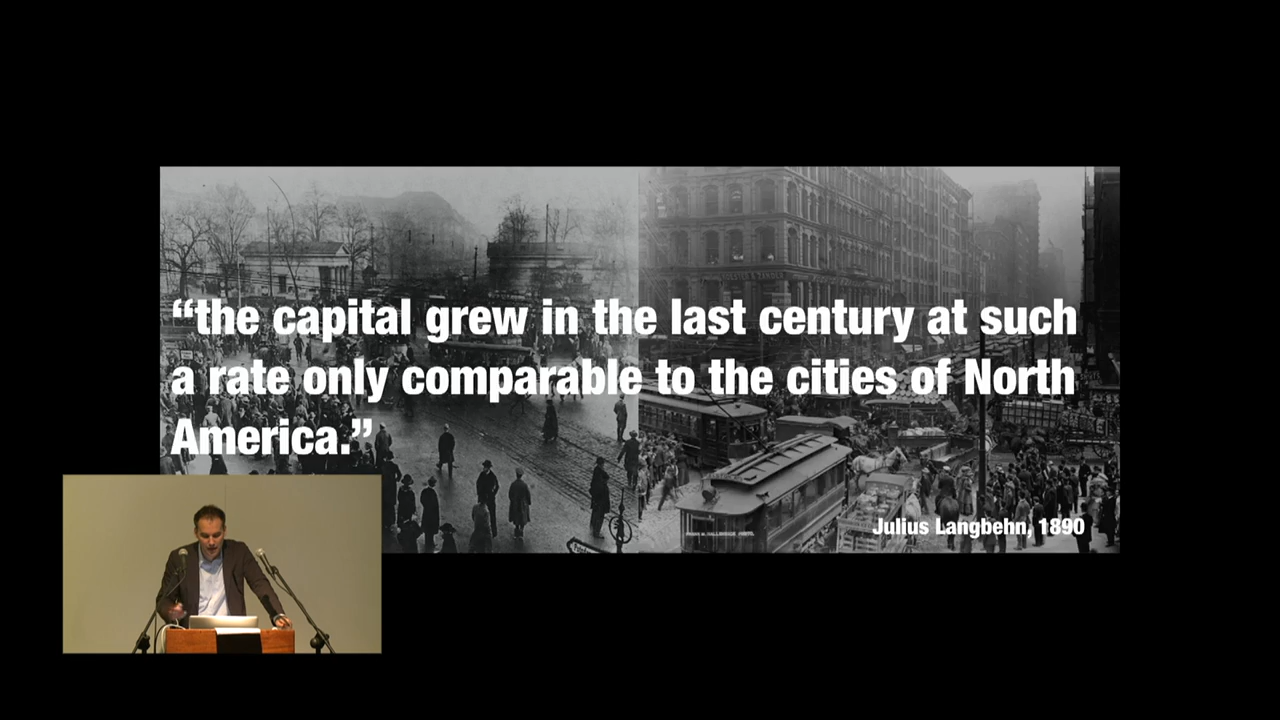 “the capital grew in the last century at such
a rate only comparable to the cities of North
America.”
Julius Langbehn, 1890